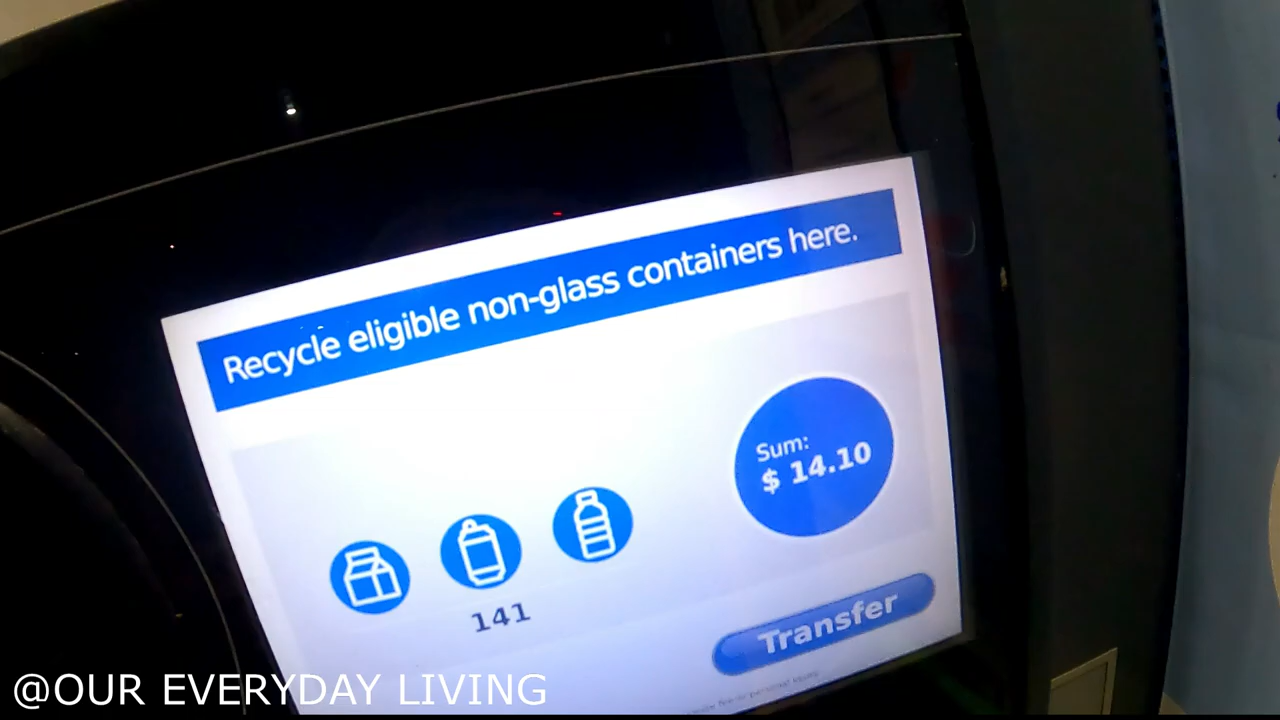 Recycle eligible non-glass containers here.
Sum:
$ 14.10
141
Transfer
@OUR EVERYDAY LIVING